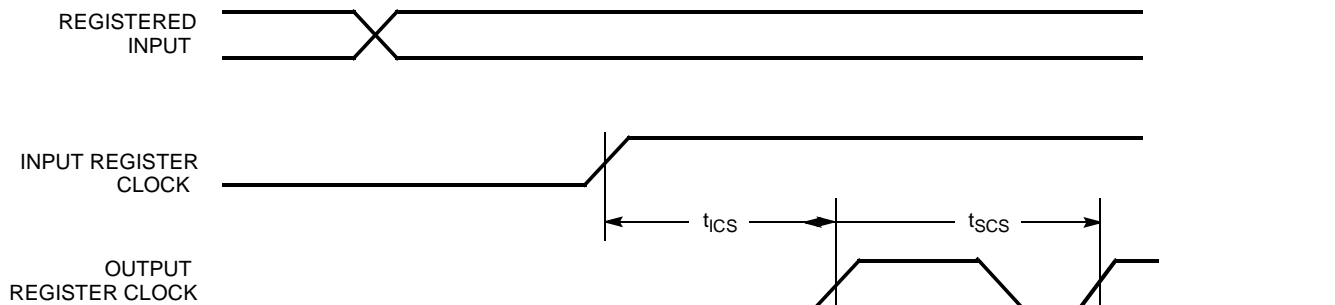 REGISTERED
INPUT
INPUT REGISTER
CLOCK
tICS
tSCS
OUTPUT
REGISTER CLOCK